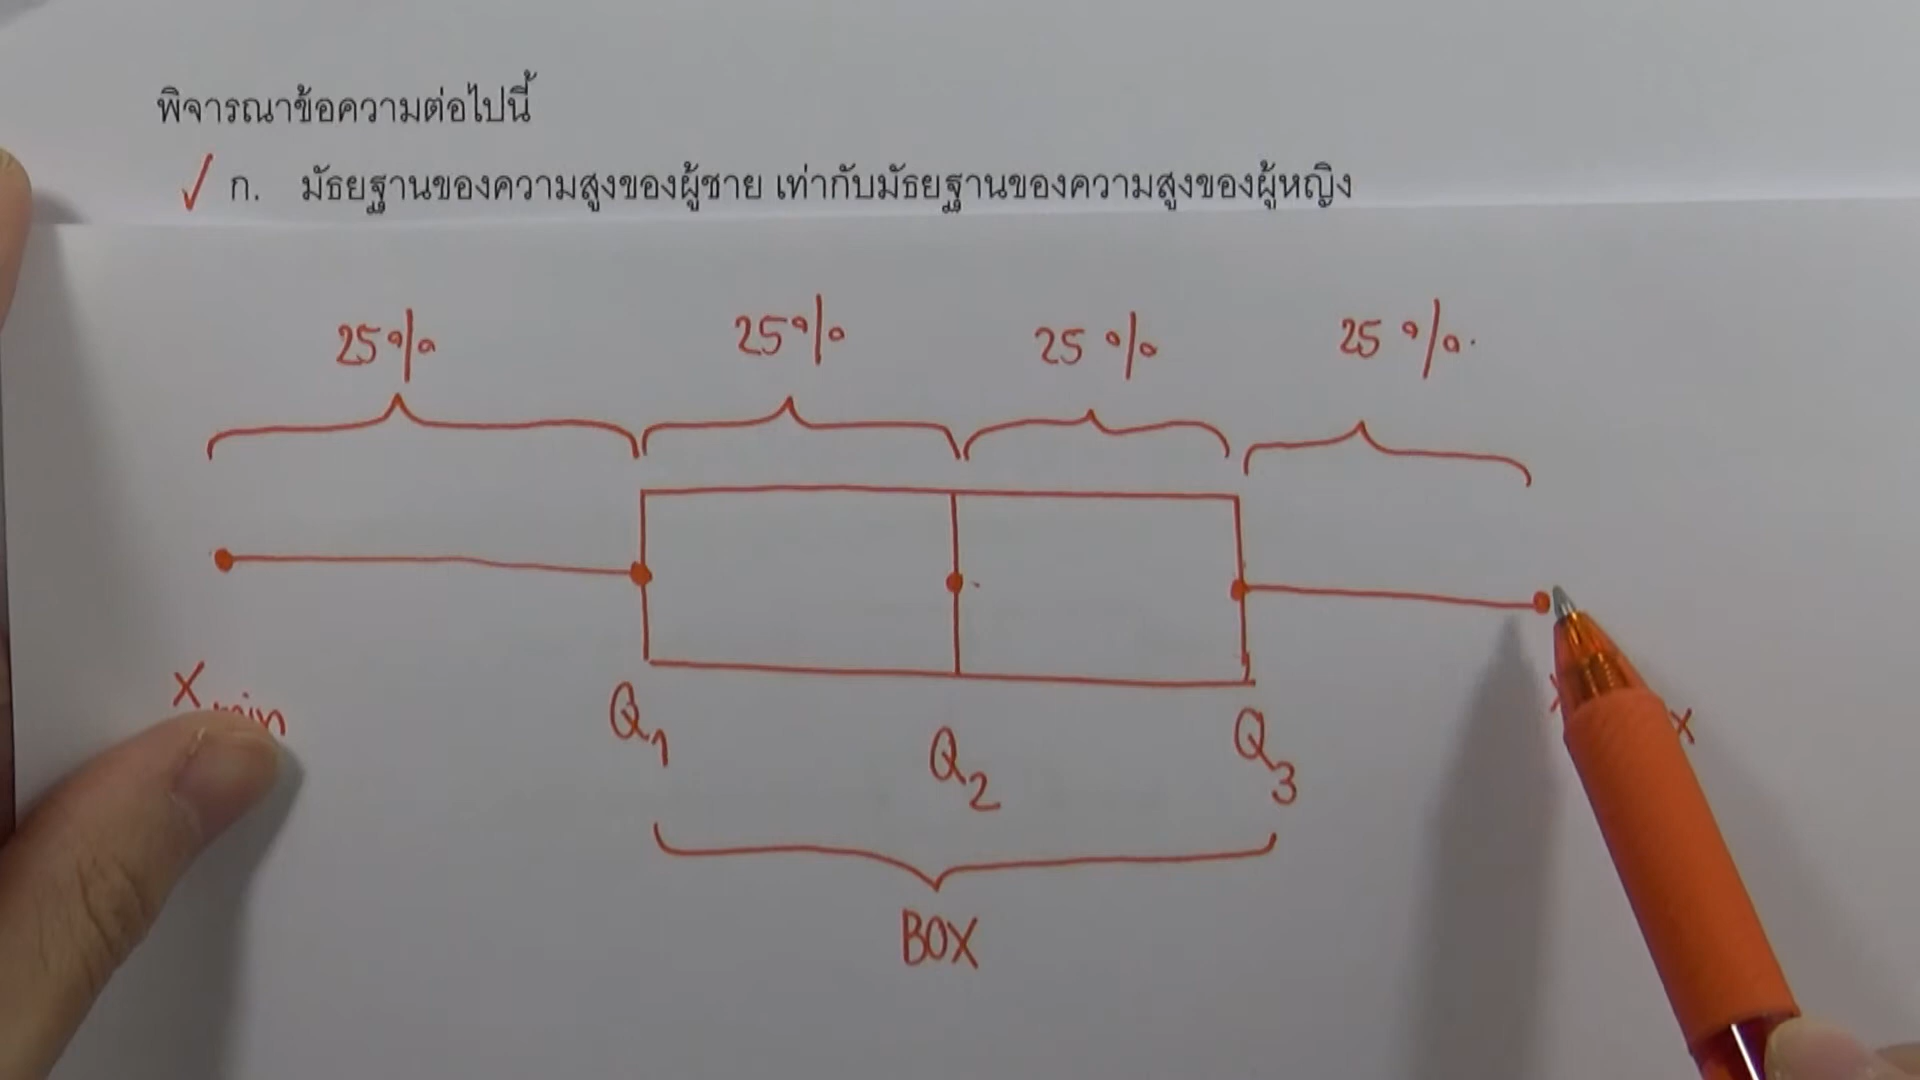 พิจารณาข้อความต่อไปนี้
✓ ก. มัธยฐานของความสูงของผู้ชาย เท่ากับมัธยฐานของความสูงของผู้หญิง
25% 25% 25% 25%
X min Q1 Q2 Q3
BOX